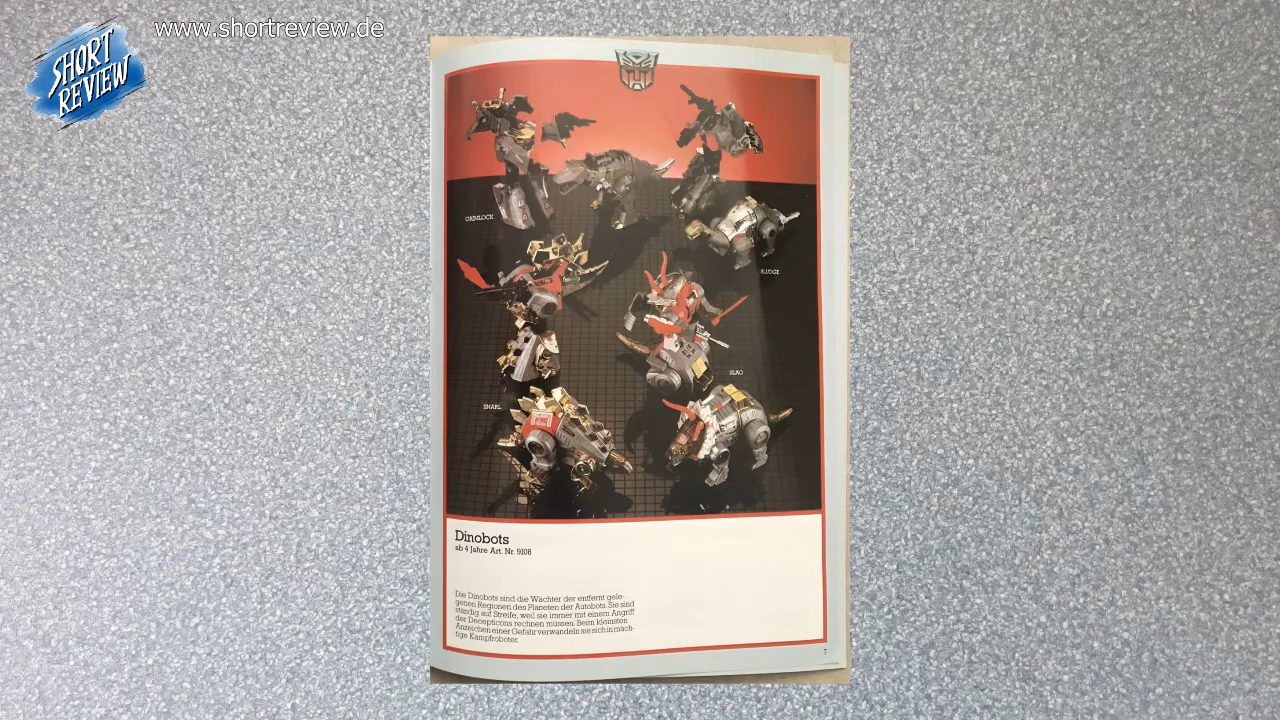 SHORT
REVIEW
www.shortreview.de
GRIMLOCK
SLUDGE
SLAG
SNARL
Dinobots
ab 4 Jahre Art. Nr. 9108
Die Dinobots sind die Wächter der entfernt gele-
genen Regionen des Planeten der Autobots. Sie sind
ständig auf Streife, weil sie immer mit einem Angriff
der Decepticons rechnen müssen. Beim kleinsten
Anzeichen einer Gefahr verwandeln sie sich in mäch-
tige Kampfroboter.
7